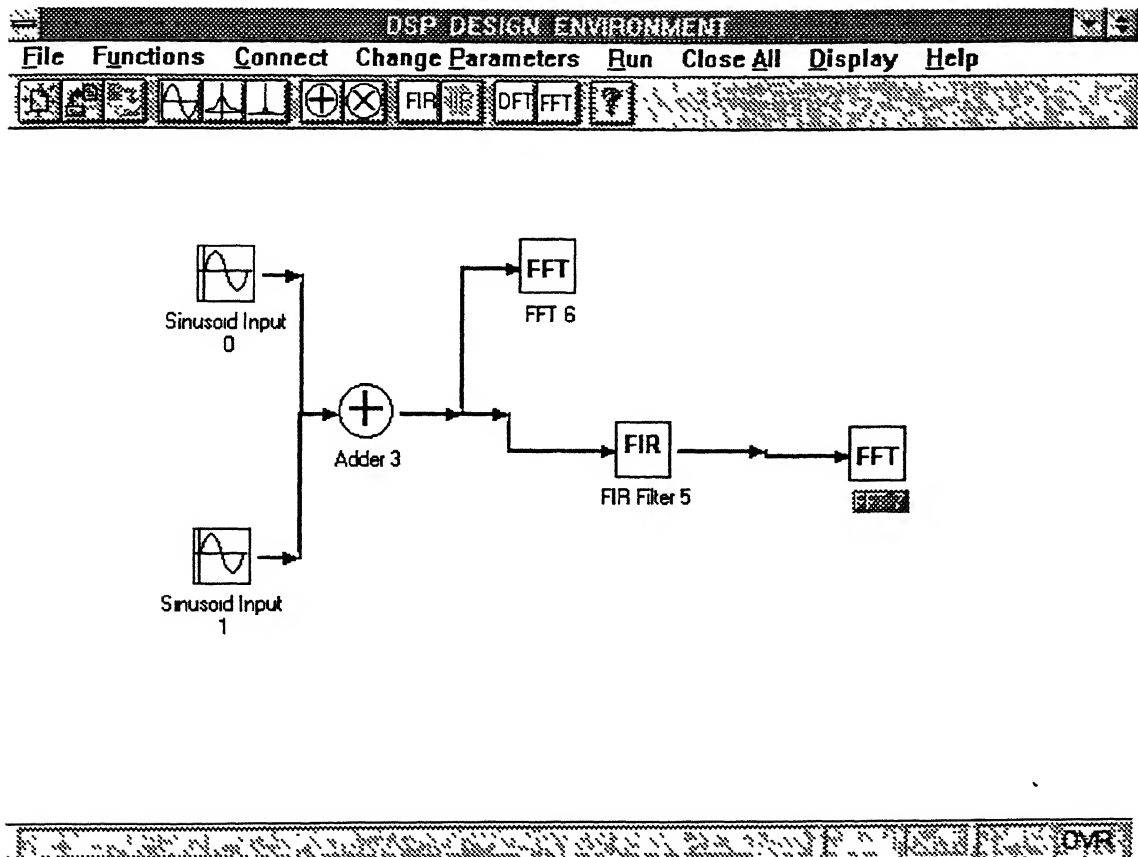 DSP DESIGN ENVIRONMENT
File Functions Connect Change Parameters Run Close All Display Help
FIR IIR DFT FFT ?
FFT
FFT 6
Sinusoid Input
0
Adder 3
FIR
FIR Filter 5
FFT
Sinusoid Input
1
OVR